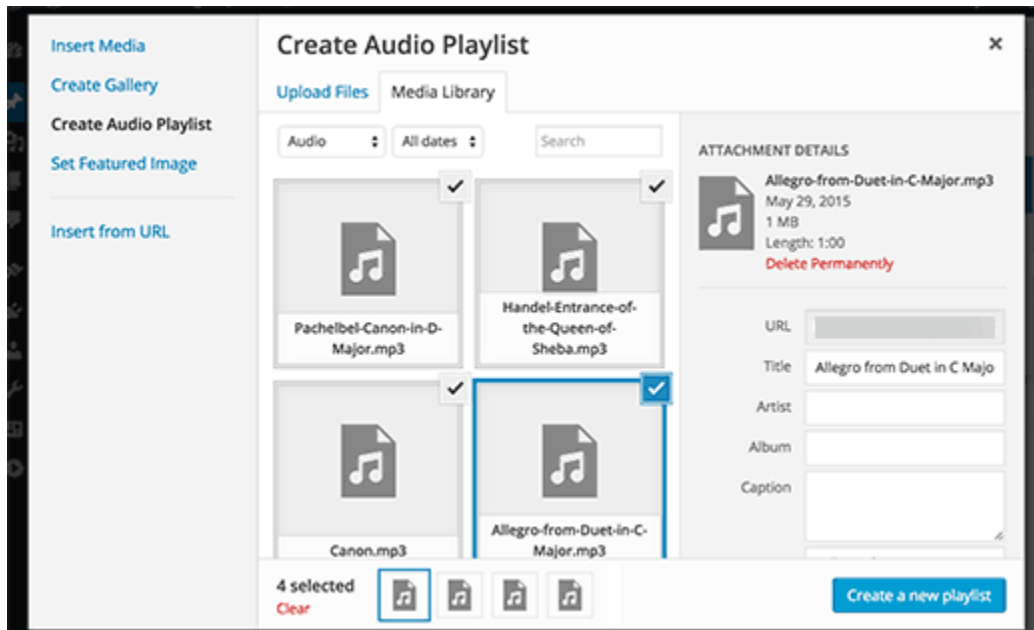 Insert Media
Create Gallery
Create Audio Playlist
Set Featured Image
Insert from URL
Create Audio Playlist
×
Upload Files
Media Library
Audio
All dates
Search
Pachelbel-Canon-in-D-
Major.mp3
Handel-Entrance-of-
the-Queen-of-
Sheba.mp3
Canon.mp3
Allegro-from-Duet-in-C-
Major.mp3
ATTACHMENT DETAILS
Allegro-from-Duet-in-C-Major.mp3
May 29, 2015
1 MB
Length: 1:00
Delete Permanently
URL
Title
Allegro from Duet in C Majo
Artist
Album
Caption
4 selected
Clear
Create a new playlist